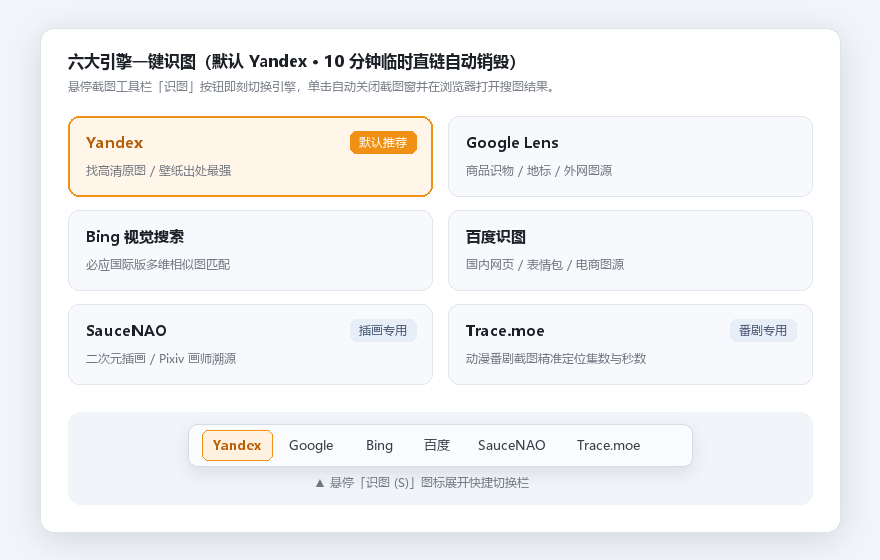 六大引擎一键识图（默认 Yandex • 10 分钟临时直链自动销毁）
悬停截图工具栏「识图」按钮即刻切换引擎，单击自动关闭截图窗并在浏览器打开搜图结果。
Yandex 默认推荐
找高清原图 / 壁纸出处最强
Google Lens
商品识物 / 地标 / 外网图源
Bing 视觉搜索
必应国际版多维相似图匹配
百度识图
国内网页 / 表情包 / 电商图源
SauceNAO 插画专用
二次元插画 / Pixiv 画师溯源
Trace.moe 番剧专用
动漫番剧截图精准定位集数与秒数
Yandex Google Bing 百度 SauceNAO Trace.moe
▲ 悬停「识图 (S)」图标展开快捷切换栏